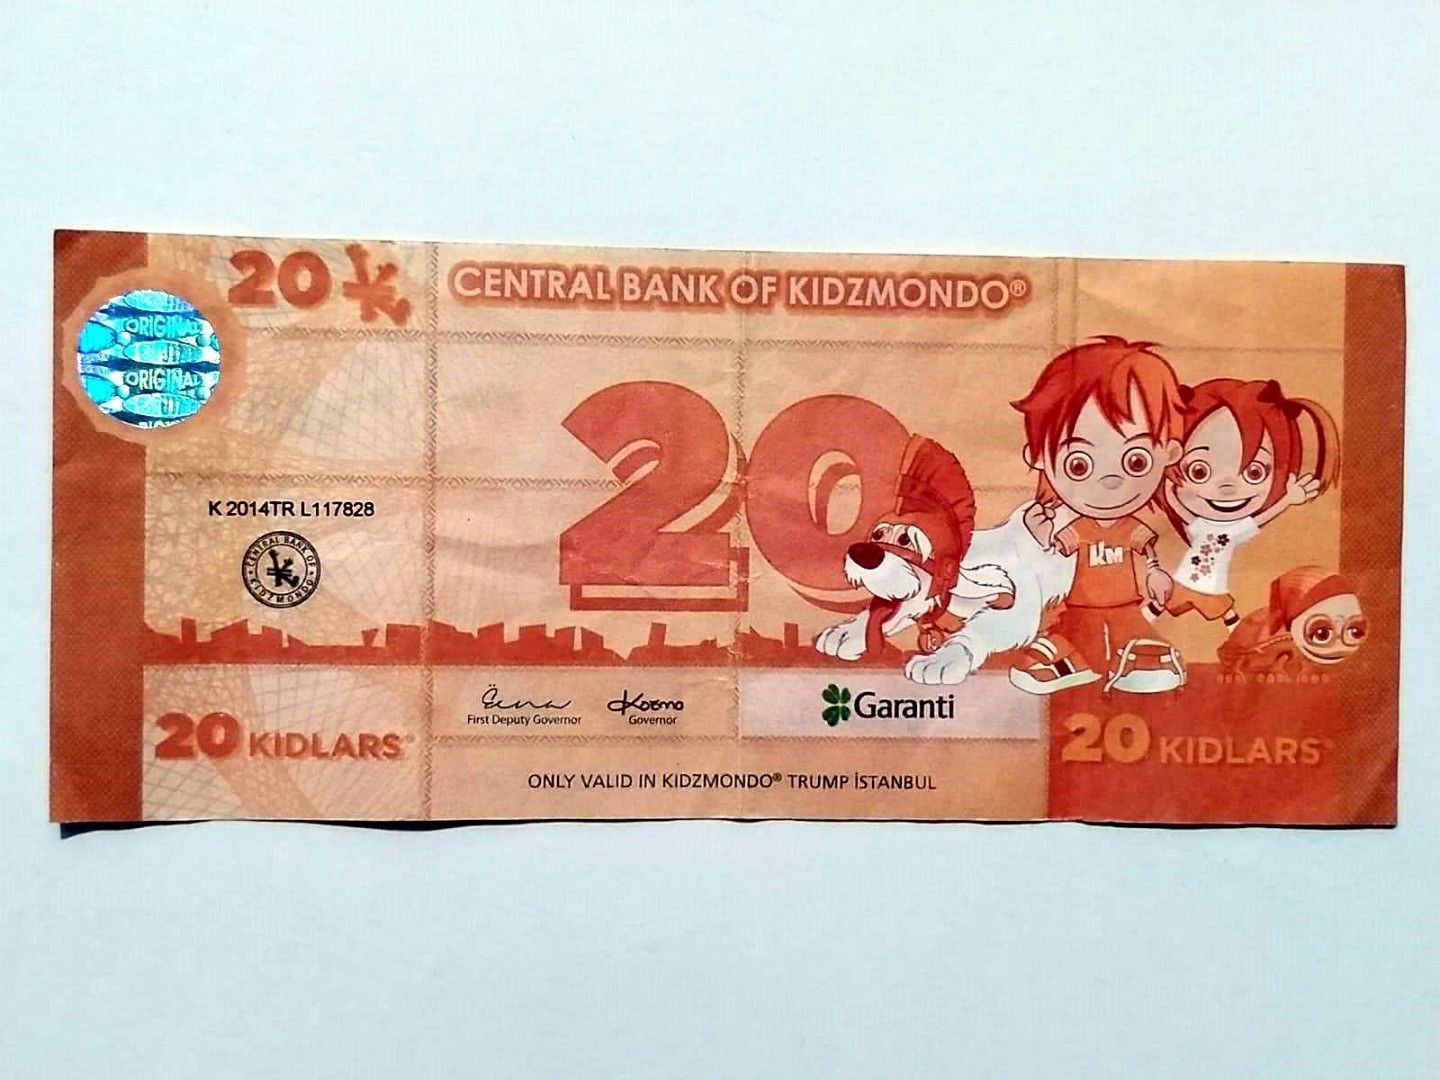 20
CENTRAL BANK OF KIDZMONDO®
ORIGINAL
ORIGINAL
20
KM
K 2014TR L117828
CENTRAL BANK OF KIDZMONDO
First Deputy Governor
Kozmo
Governor
Garanti
20 KIDLARS
20 KIDLARS
ONLY VALID IN KIDZMONDO® TRUMP İSTANBUL